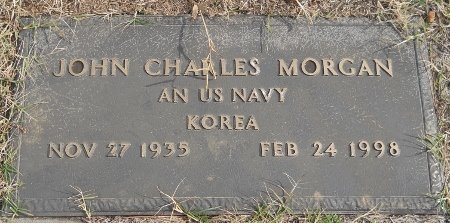 JOHN CHARLES MORGAN
AN US NAVY
KOREA
NOV 27 1935 FEB 24 1998